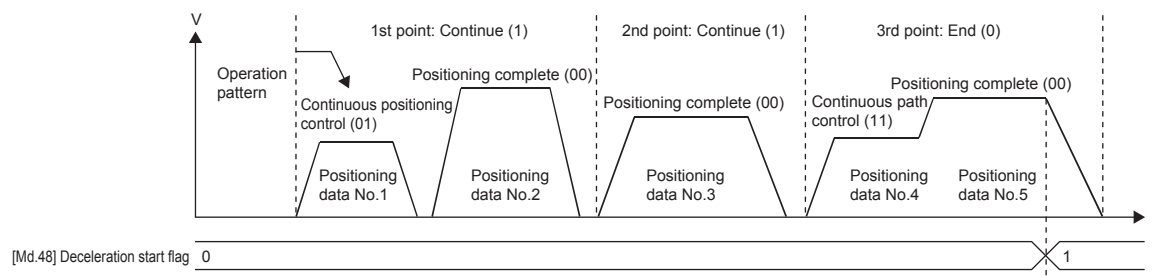 V
1st point: Continue (1)
2nd point: Continue (1)
3rd point: End (0)
Operation
pattern
Positioning complete (00)
Continuous positioning
control (01)
Positioning complete (00)
Positioning complete (00)
Continuous path
control (11)
Positioning
data No.1
Positioning
data No.2
Positioning
data No.3
Positioning
data No.4
Positioning
data No.5
[Md.48] Deceleration start flag
0
1